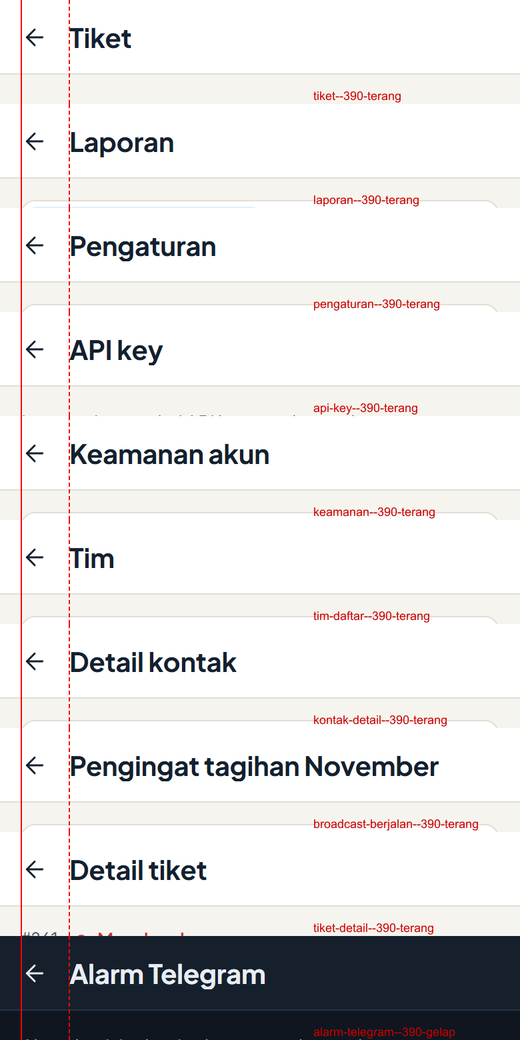 Tiket
tiket--390-terang
Laporan
laporan--390-terang
Pengaturan
pengaturan--390-terang
API key
api-key--390-terang
Keamanan akun
keamanan--390-terang
Tim
tim-daftar--390-terang
Detail kontak
kontak-detail--390-terang
Pengingat tagihan November
broadcast-berjalan--390-terang
Detail tiket
tiket-detail--390-terang
Alarm Telegram
alarm-telegram--390-gelap